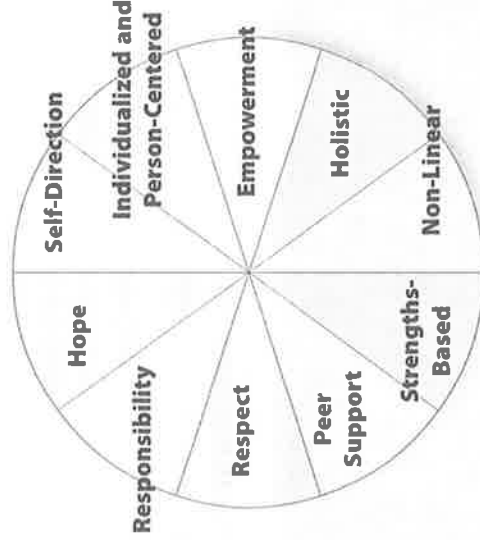 Self-Direction
Individualized and
Person-Centered
Empowerment
Holistic
Non-Linear
Strengths-
Based
Peer
Support
Respect
Responsibility
Hope